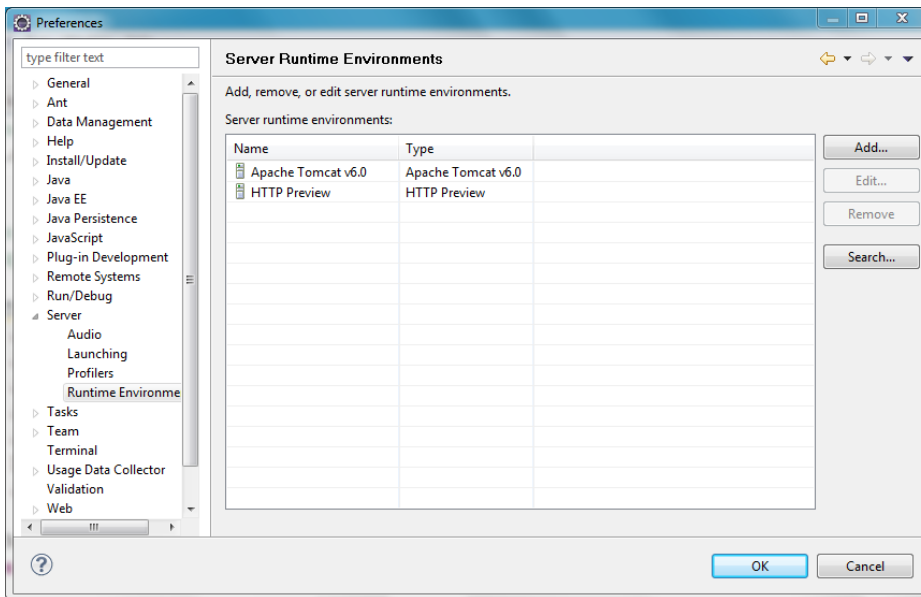 Preferences
type filter text
General
Ant
Data Management
Help
Install/Update
Java
Java EE
Java Persistence
JavaScript
Plug-in Development
Remote Systems
Run/Debug
Server
Audio
Launching
Profilers
Runtime Environme
Tasks
Team
Terminal
Usage Data Collector
Validation
Web
Server Runtime Environments
Add, remove, or edit server runtime environments.
Server runtime environments:
Name Type
Apache Tomcat v6.0 Apache Tomcat v6.0
HTTP Preview HTTP Preview
Add...
Edit...
Remove
Search...
?
OK Cancel